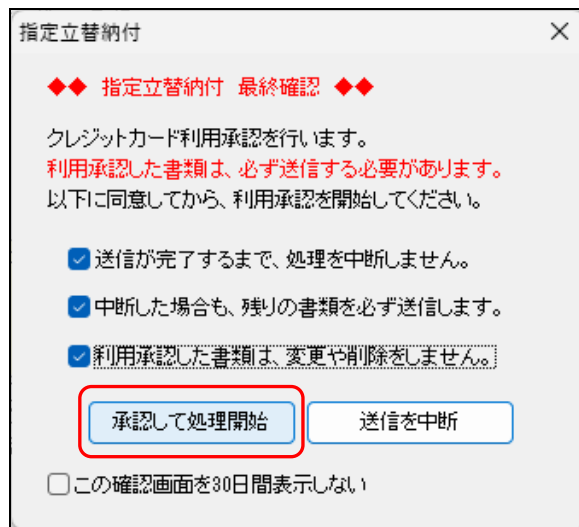 指定立替納付
◆◆ 指定立替納付 最終確認 ◆◆
クレジットカード利用承認を行います。
利用承認した書類は、必ず送信する必要があります。
以下に同意してから、利用承認を開始してください。
送信が完了するまで、処理を中断しません。
中断した場合も、残りの書類を必ず送信します。
利用承認した書類は、変更や削除をしません。
承認して処理開始 送信を中断
この確認画面を30日間表示しない